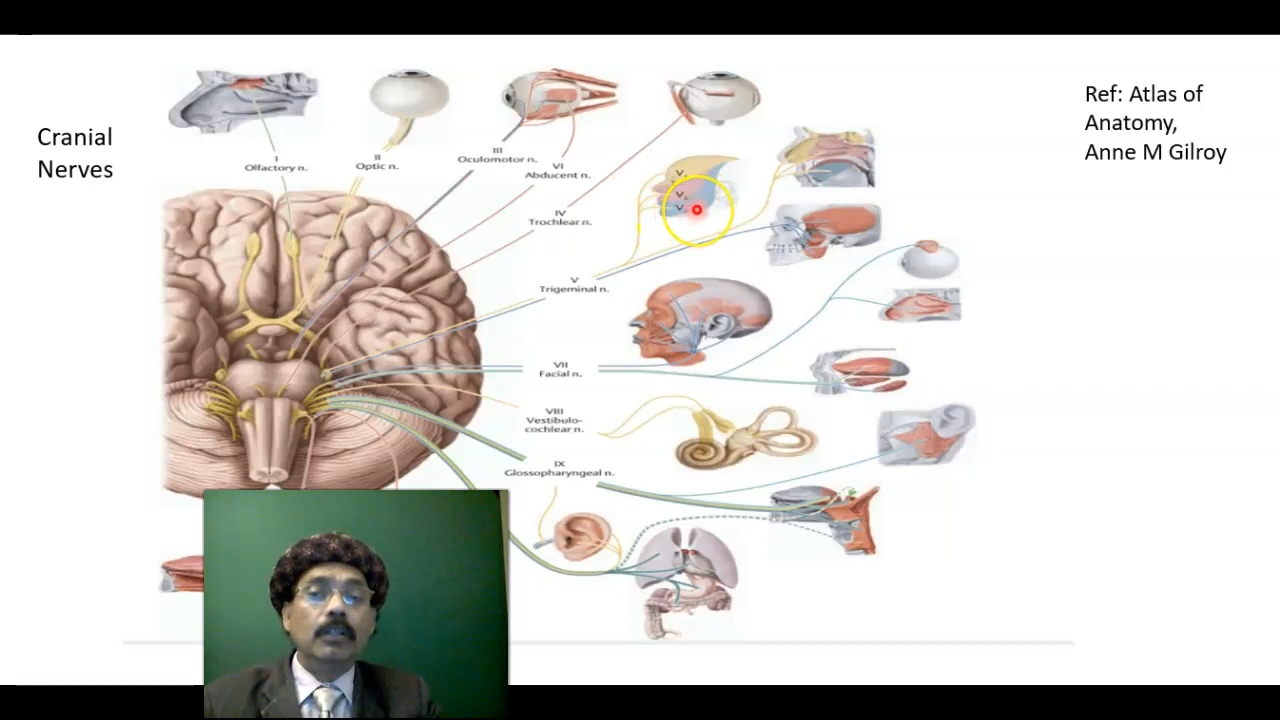 Cranial
Nerves
Ref: Atlas of
Anatomy,
Anne M Gilroy
I
Olfactory n.
II
Optic n.
III
Oculomotor n.
VI
Abducent n.
IV
Trochlear n.
V
Trigeminal n.
VII
Facial n.
VIII
Vestibulo-
cochlear n.
IX
Glossopharyngeal n.
V
V
V